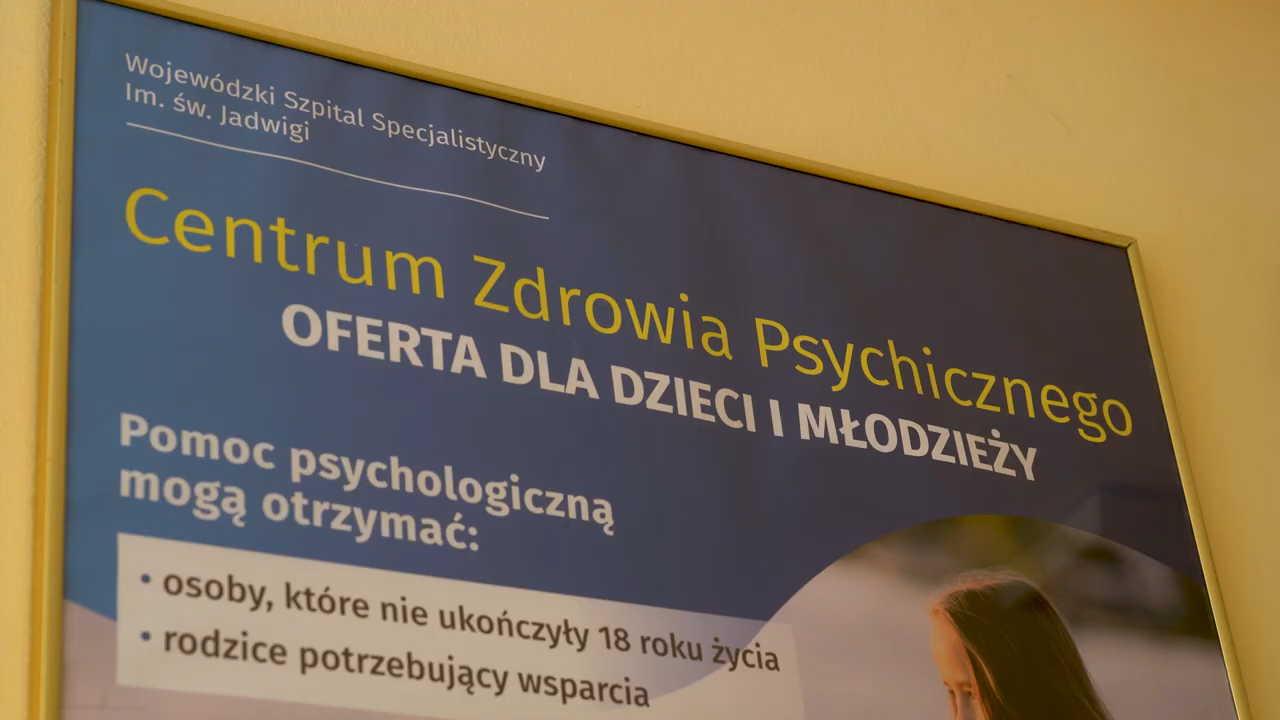 Wojewódzki Szpital Specjalistyczny
Im. św. Jadwigi
Centrum Zdrowia Psychicznego
OFERTA DLA DZIECI I MŁODZIEŻY
Pomoc psychologiczną
mogą otrzymać:
• osoby, które nie ukończyły 18 roku życia
• rodzice potrzebujący wsparcia